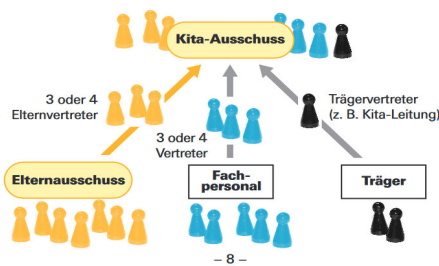 Kita-Ausschuss
3 oder 4
Elternvertreter
3 oder 4
Vertreter
Trägervertreter
(z. B. Kita-Leitung)
Elternausschuss
Fach-
personal
Träger
– 8 –